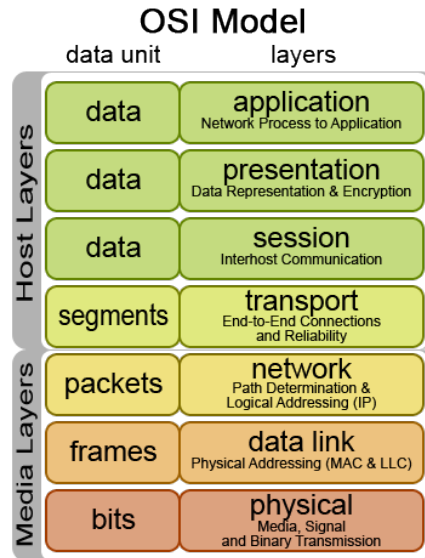 OSI Model
data unit layers
Host Layers
data
application
Network Process to Application
data
presentation
Data Representation & Encryption
data
session
Interhost Communication
segments
transport
End-to-End Connections
and Reliability
Media Layers
packets
network
Path Determination &
Logical Addressing (IP)
frames
data link
Physical Addressing (MAC & LLC)
bits
physical
Media, Signal
and Binary Transmission